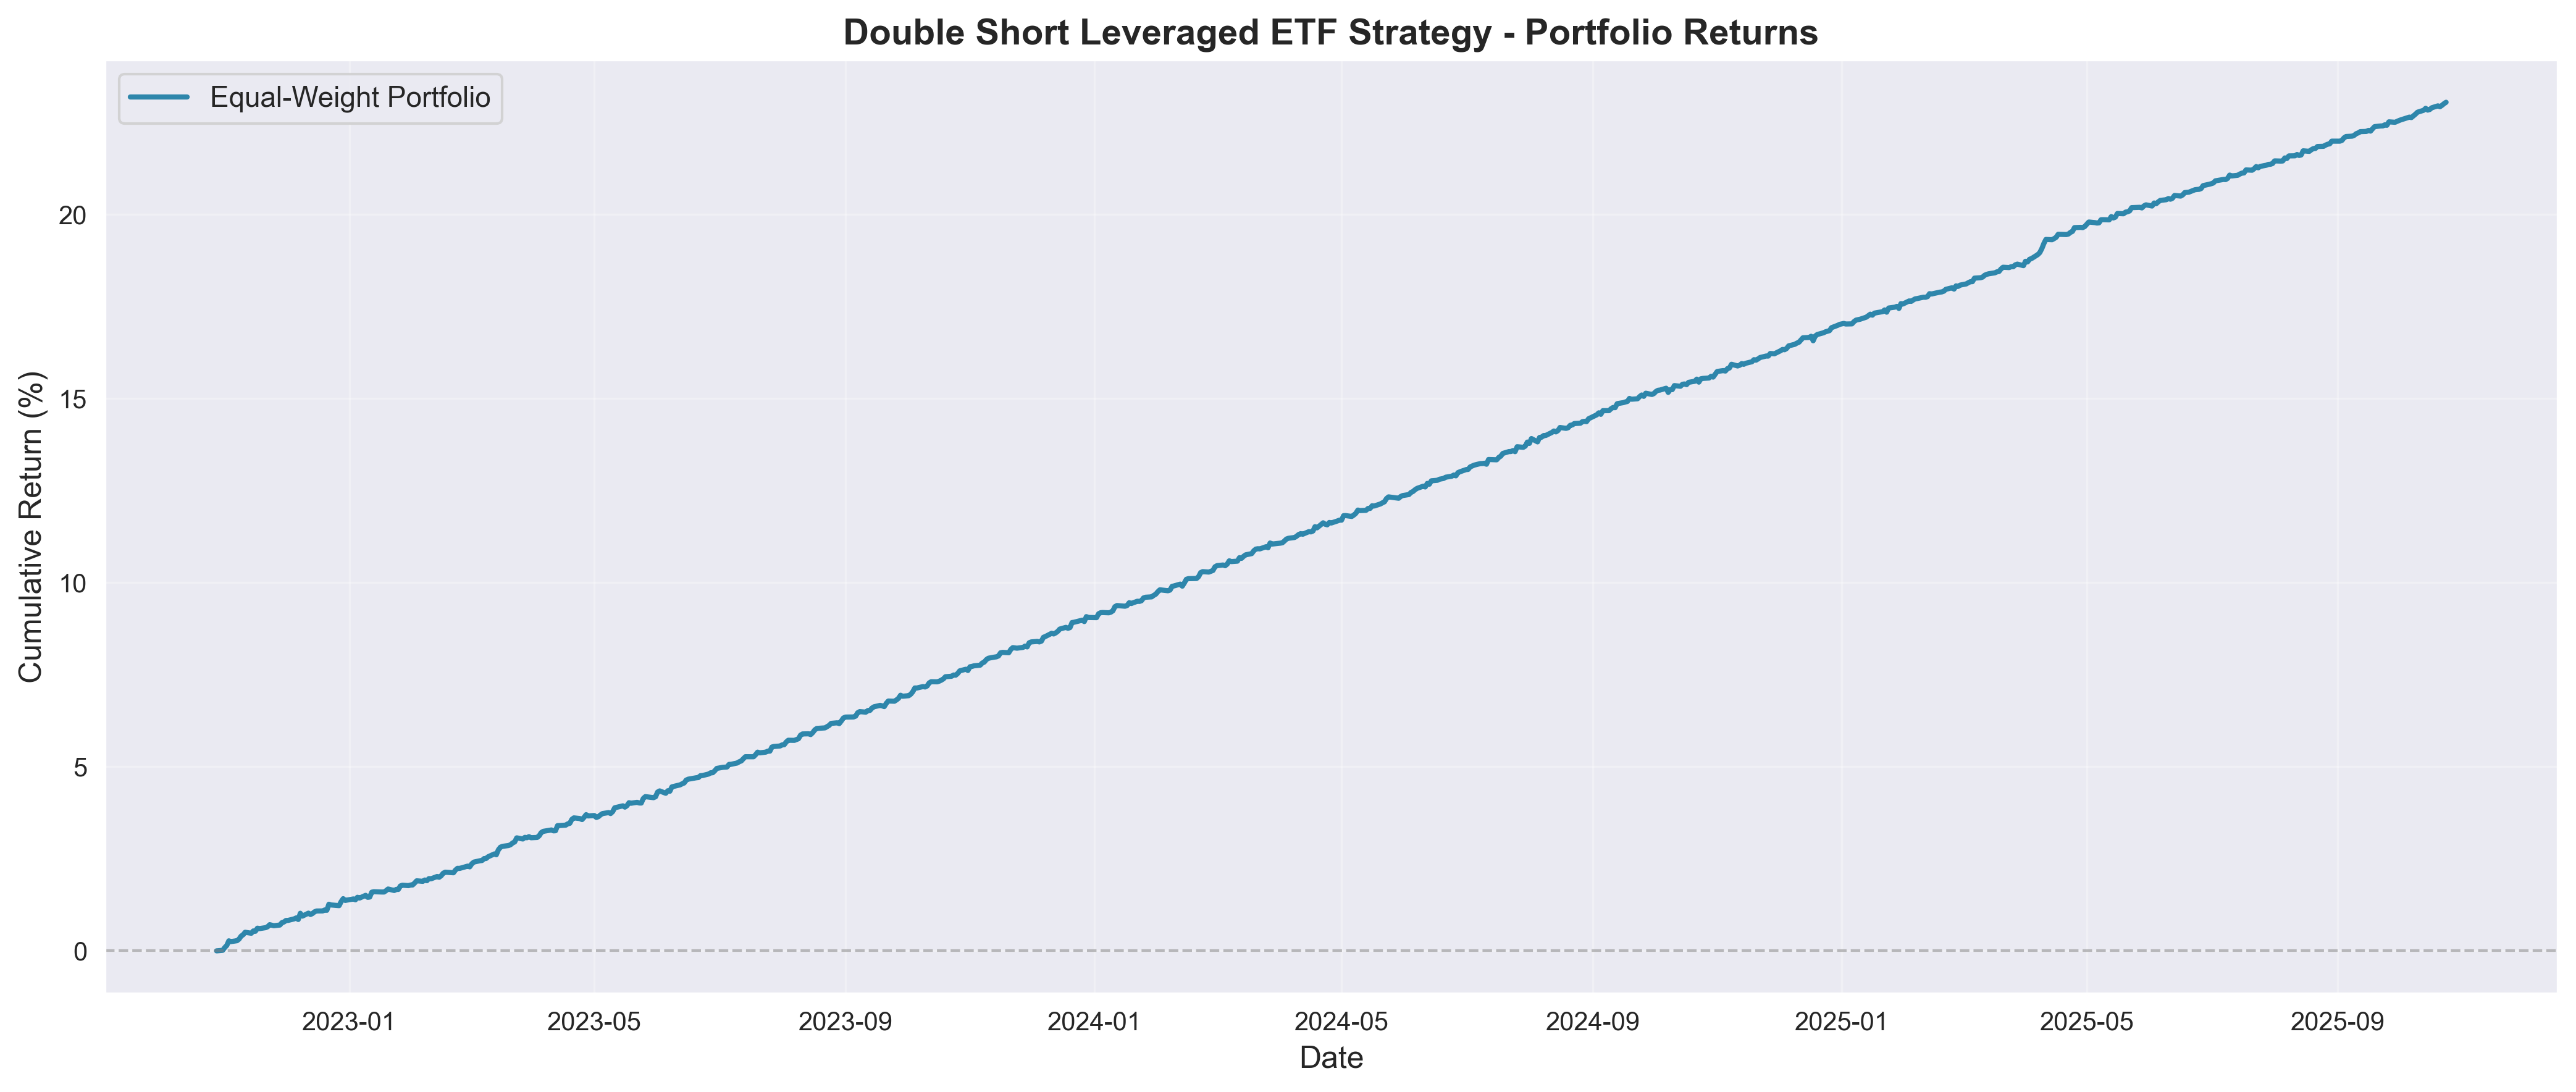 Double Short Leveraged ETF Strategy - Portfolio Returns
Equal-Weight Portfolio
Cumulative Return (%)
20
15
10
5
0
2023-01 2023-05 2023-09 2024-01 2024-05 2024-09 2025-01 2025-05 2025-09
Date